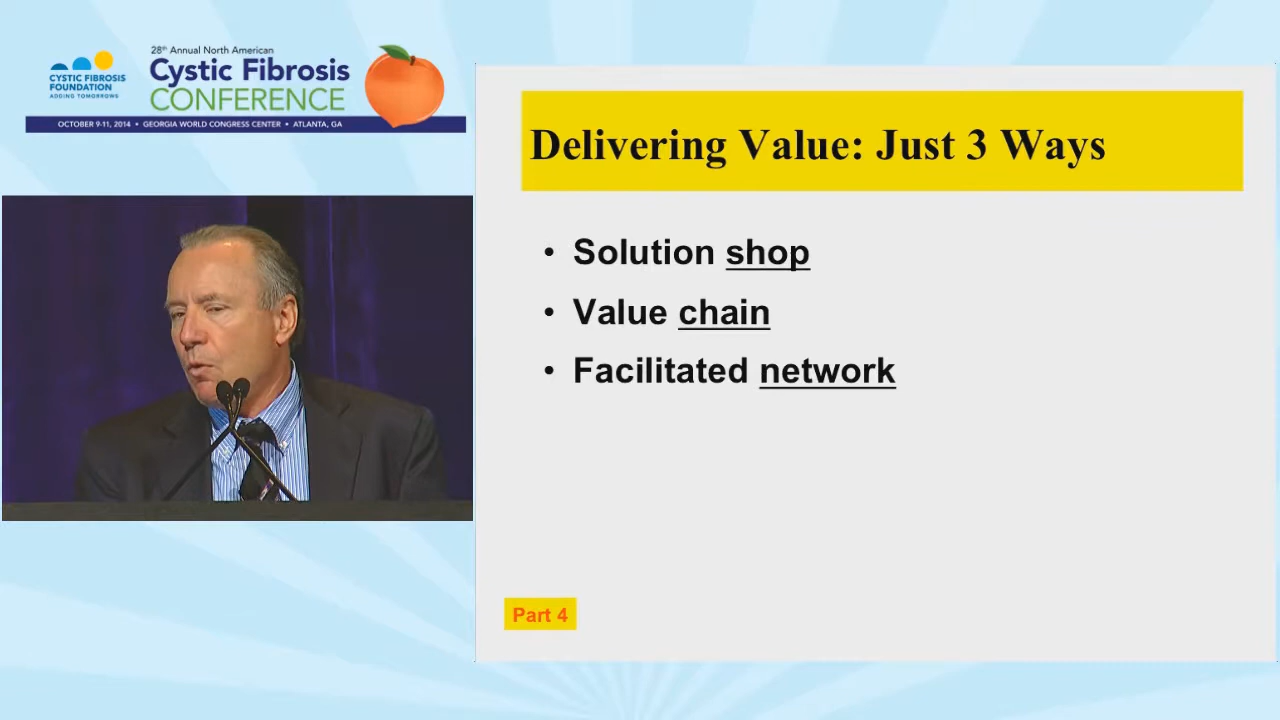 CYSTIC FIBROSIS
FOUNDATION
ADDING TOMORROWS
28th Annual North American
Cystic Fibrosis
CONFERENCE
OCTOBER 9-11, 2014 • GEORGIA WORLD CONGRESS CENTER • ATLANTA, GA
Delivering Value: Just 3 Ways
• Solution shop
• Value chain
• Facilitated network
Part 4